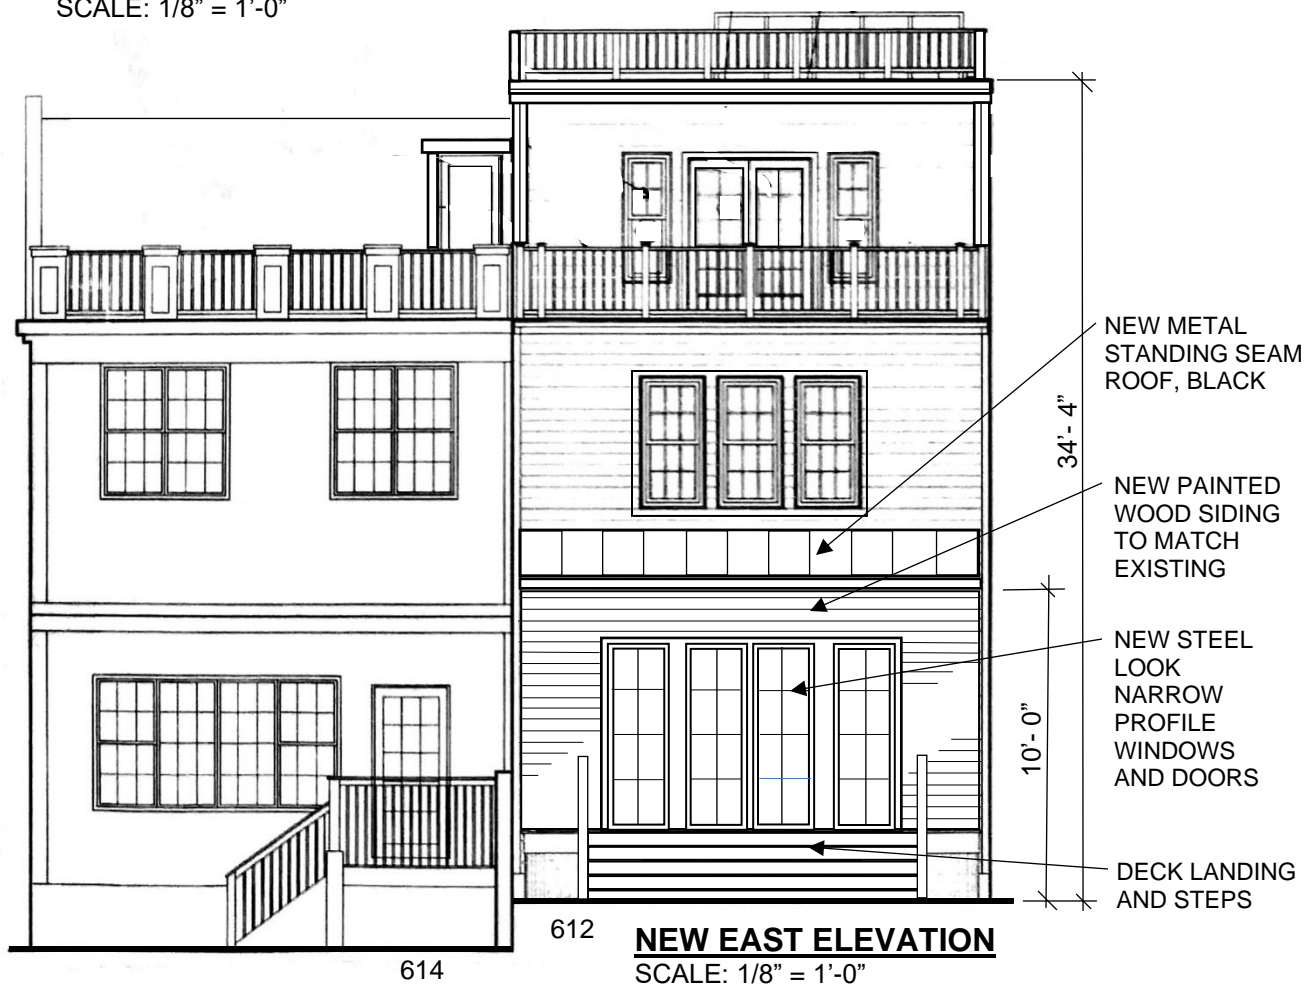 SCALE: 1/8” = 1’-0”
NEW METAL
STANDING SEAM
ROOF, BLACK
34’- 4”
NEW PAINTED
WOOD SIDING
TO MATCH
EXISTING
NEW STEEL
LOOK
NARROW
PROFILE
WINDOWS
AND DOORS
10’- 0”
DECK LANDING
AND STEPS
612
NEW EAST ELEVATION
614
SCALE: 1/8” = 1’-0”